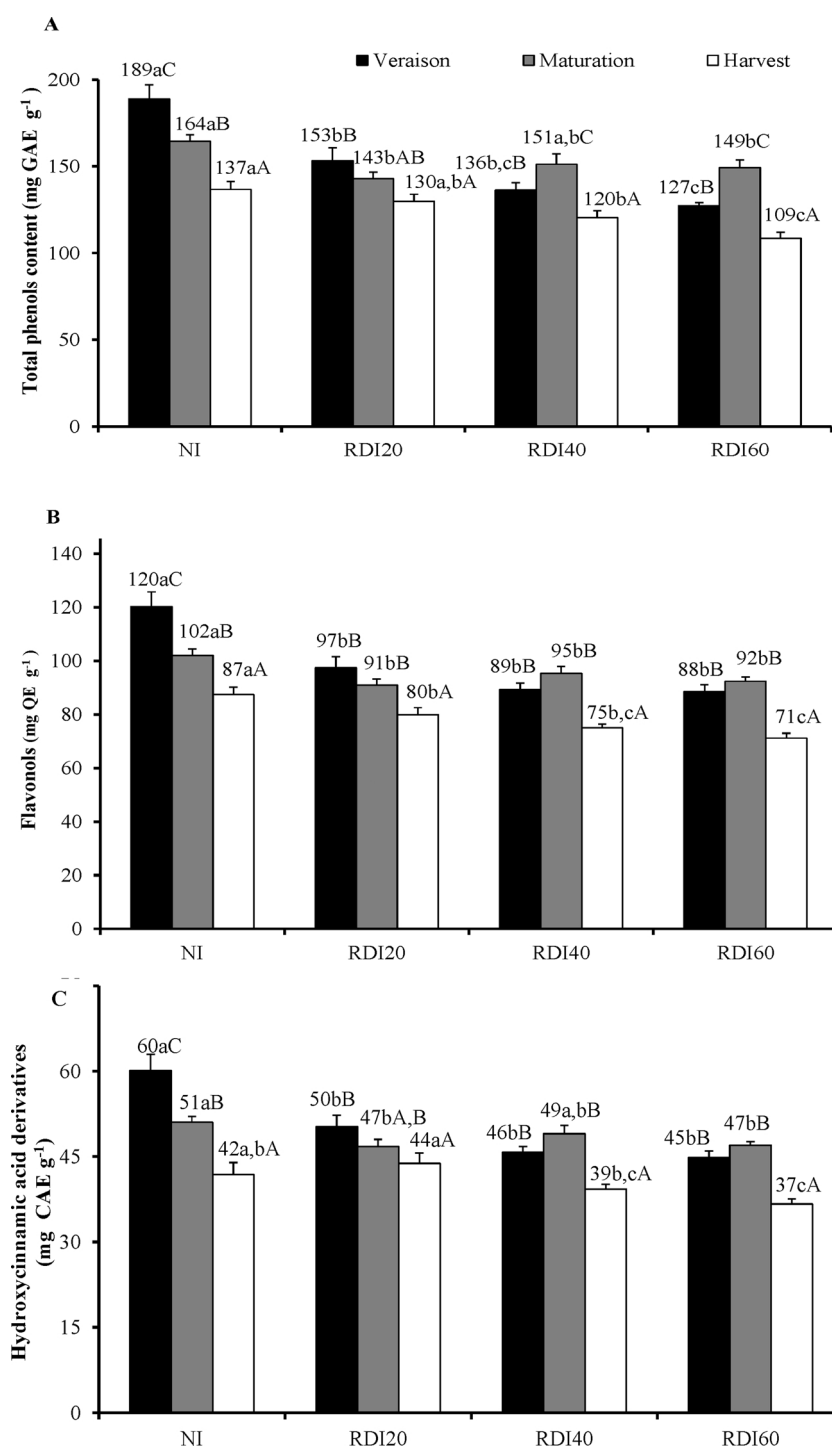 A
Veraison Maturation Harvest
Total phenols content (mg GAE g-1)
200
150
100
50
0
189aC
164aB
137aA
153bB
143bAB
130a,bA
136b,cB
151a,bC
120bA
127cB
149bC
109cA
NI RDI20 RDI40 RDI60
B
Flavonols (mg QE g-1)
140
120
100
80
60
40
20
0
120aC
102aB
87aA
97bB
91bB
80bA
89bB
95bB
75b,cA
88bB
92bB
71cA
NI RDI20 RDI40 RDI60
C
Hydroxycinnamic acid derivatives
(mg CAE g-1)
60
45
30
15
0
60aC
51aB
42a,bA
50bB
47bA,B
44aA
46bB
49a,bB
39b,cA
45bB
47bB
37cA
NI RDI20 RDI40 RDI60